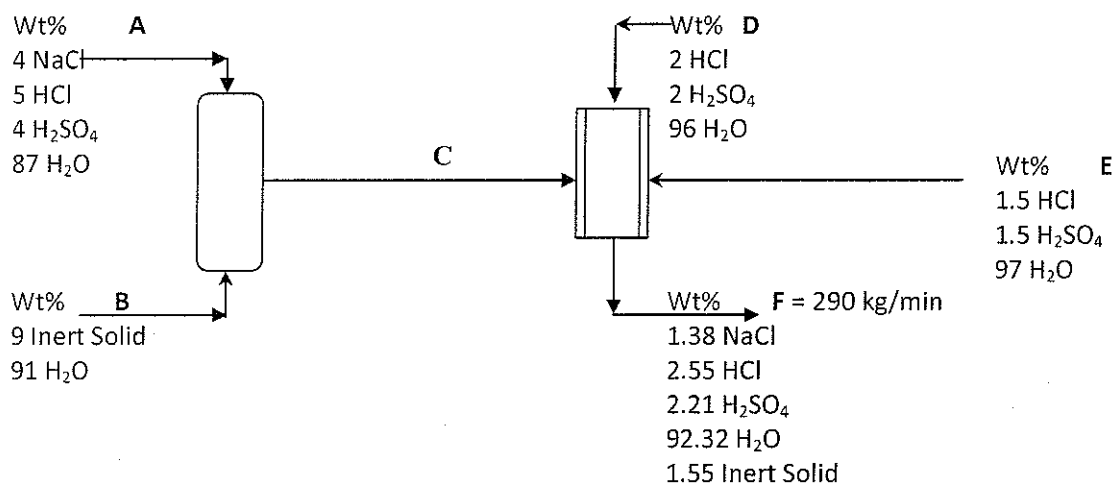 Wt% A
4 NaCl
5 HCl
4 H₂SO₄
87 H₂O
Wt% D
2 HCl
2 H₂SO₄
96 H₂O
C
Wt% E
1.5 HCl
1.5 H₂SO₄
97 H₂O
Wt% B
9 Inert Solid
91 H₂O
Wt% F = 290 kg/min
1.38 NaCl
2.55 HCl
2.21 H₂SO₄
92.32 H₂O
1.55 Inert Solid